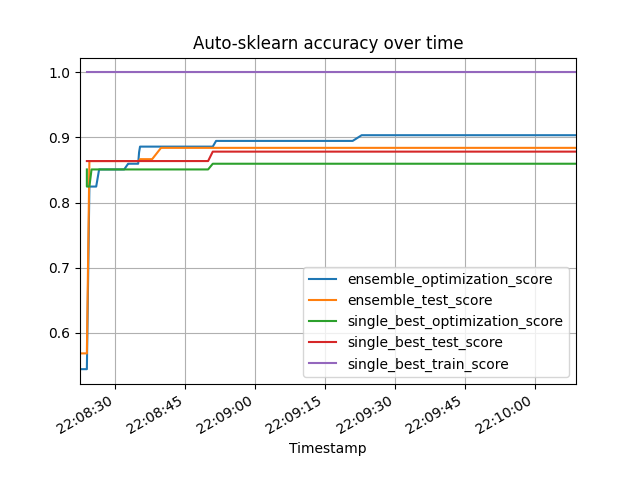 Auto-sklearn accuracy over time
1.0
0.9
0.8
0.7
0.6
ensemble_optimization_score
ensemble_test_score
single_best_optimization_score
single_best_test_score
single_best_train_score
22:08:30
22:08:45
22:09:00
22:09:15
22:09:30
22:09:45
22:10:00
Timestamp